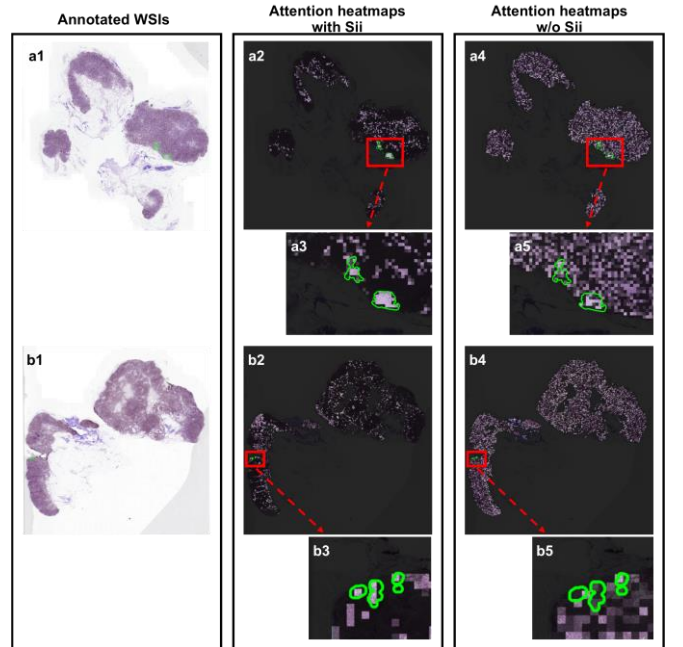 Annotated WSIs
Attention heatmaps
with Sii
Attention heatmaps
w/o Sii
a1
a2
a4
a3
a5
b1
b2
b4
b3
b5